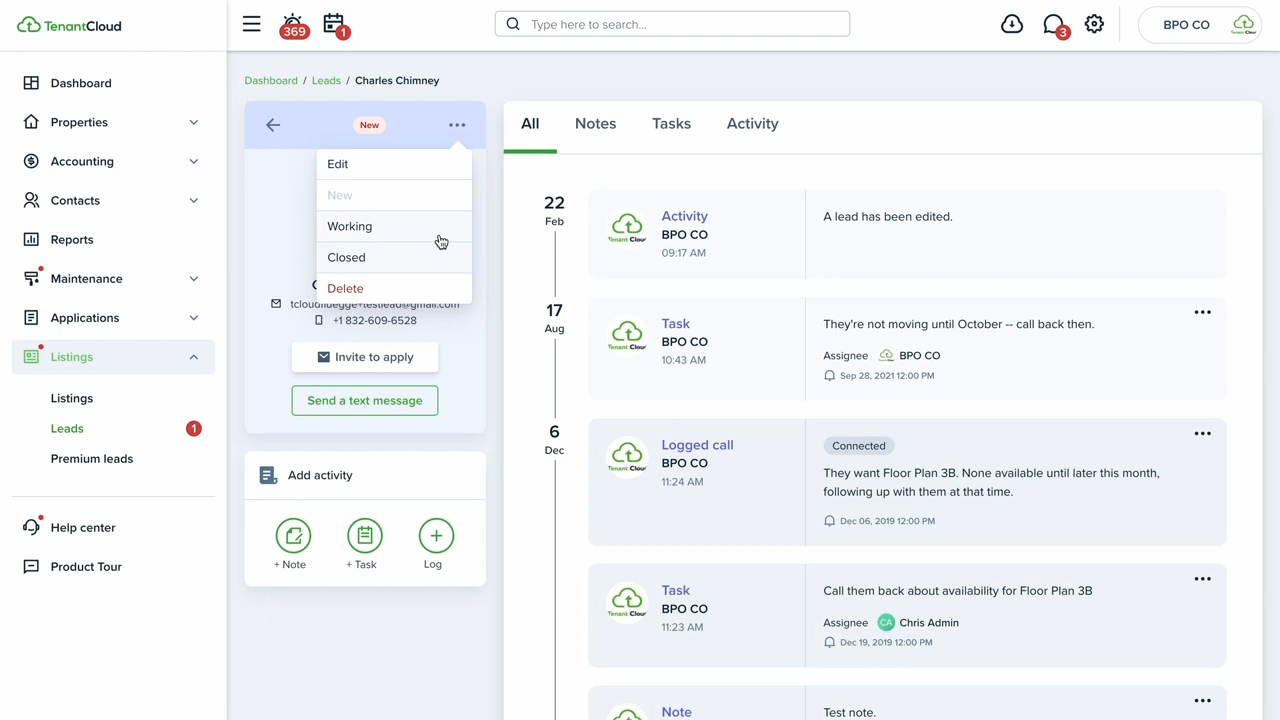 TenantCloud
369
1
Type here to search...
3
BPO CO
Dashboard
Properties
Accounting
Contacts
Reports
Maintenance
Applications
Listings
Listings
Leads 1
Premium leads
Help center
Product Tour
Dashboard / Leads / Charles Chimney
New
Edit
New
Working
Closed
Delete
tcloudfluegge+testlead@gmail.com
+1 832-609-6528
Invite to apply
Send a text message
Add activity
+ Note
+ Task
Log
All Notes Tasks Activity
22
Feb
Activity
BPO CO
09:17 AM
A lead has been edited.
17
Aug
Task
BPO CO
10:43 AM
They're not moving until October -- call back then.
Assignee BPO CO
Sep 28, 2021 12:00 PM
6
Dec
Logged call
BPO CO
11:24 AM
Connected
They want Floor Plan 3B. None available until later this month,
following up with them at that time.
Dec 06, 2019 12:00 PM
Task
BPO CO
11:23 AM
Call them back about availability for Floor Plan 3B
Assignee CA Chris Admin
Dec 19, 2019 12:00 PM
Note
Test note.